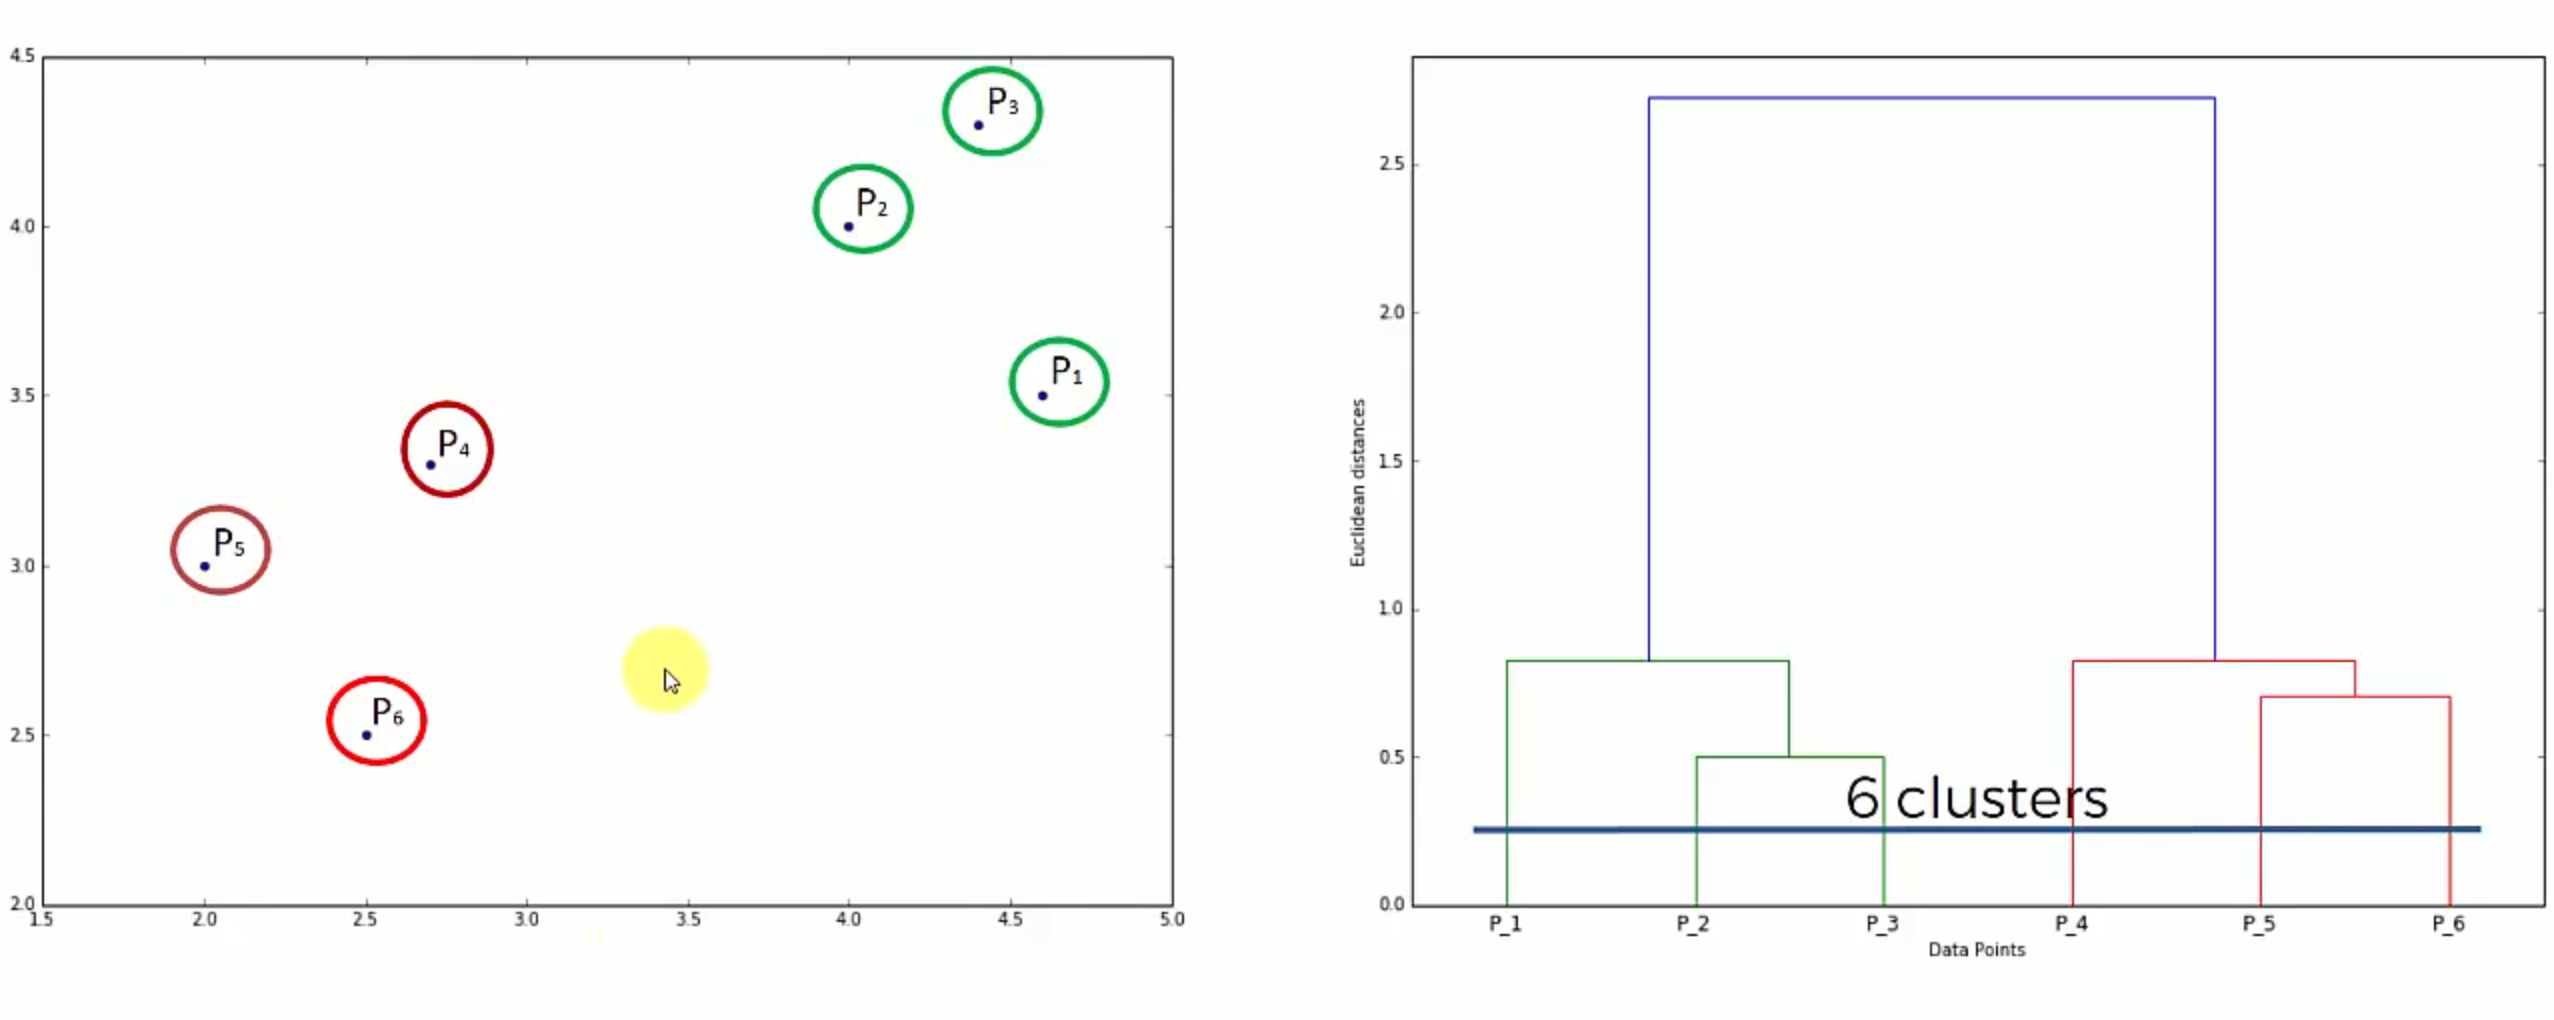 4.5
4.0
3.5
3.0
2.5
2.0
1.5 2.0 2.5 3.0 3.5 4.0 4.5 5.0
P3
P2
P1
P4
P5
P6
2.5
2.0
1.5
1.0
0.5
0.0
Euclidean distances
6 clusters
P_1 P_2 P_3 P_4 P_5 P_6
Data Points